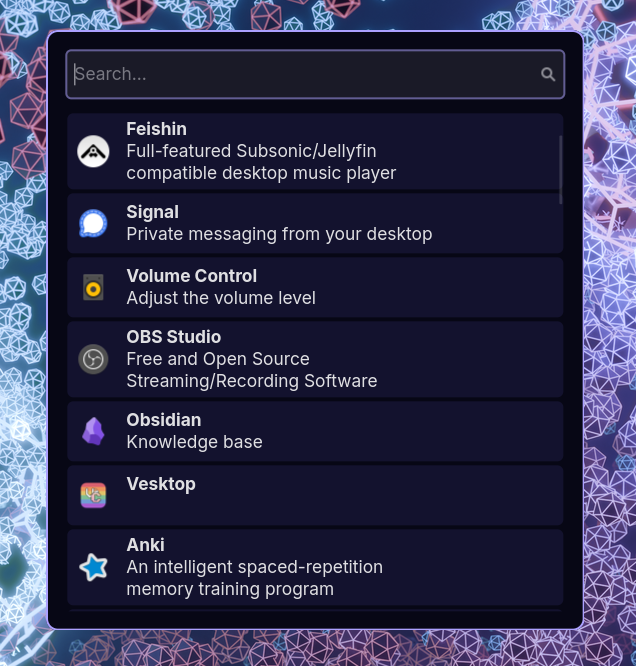 Search...
Feishin
Full-featured Subsonic/Jellyfin
compatible desktop music player
Signal
Private messaging from your desktop
Volume Control
Adjust the volume level
OBS Studio
Free and Open Source
Streaming/Recording Software
Obsidian
Knowledge base
Vesktop
Anki
An intelligent spaced-repetition
memory training program